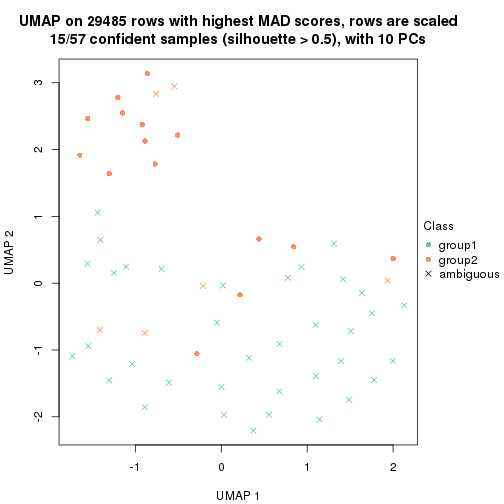 UMAP on 29485 rows with highest MAD scores, rows are scaled
15/57 confident samples (silhouette > 0.5), with 10 PCs
3
2
1
0
-1
-2
UMAP 2
-1
0
1
2
UMAP 1
Class
group1
group2
ambiguous